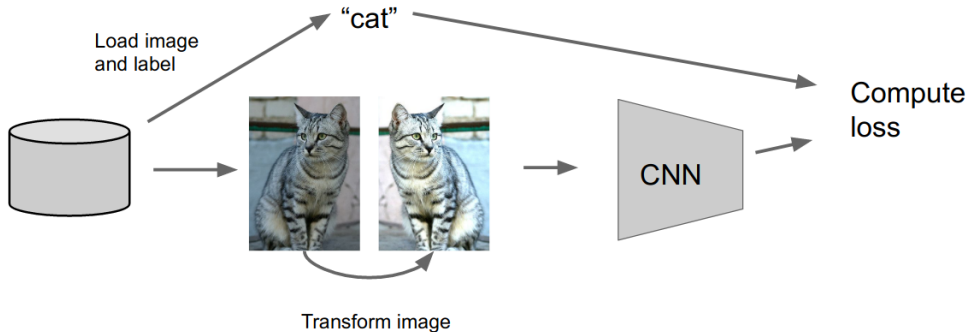 “cat”
Load image
and label
Compute
loss
CNN
Transform image